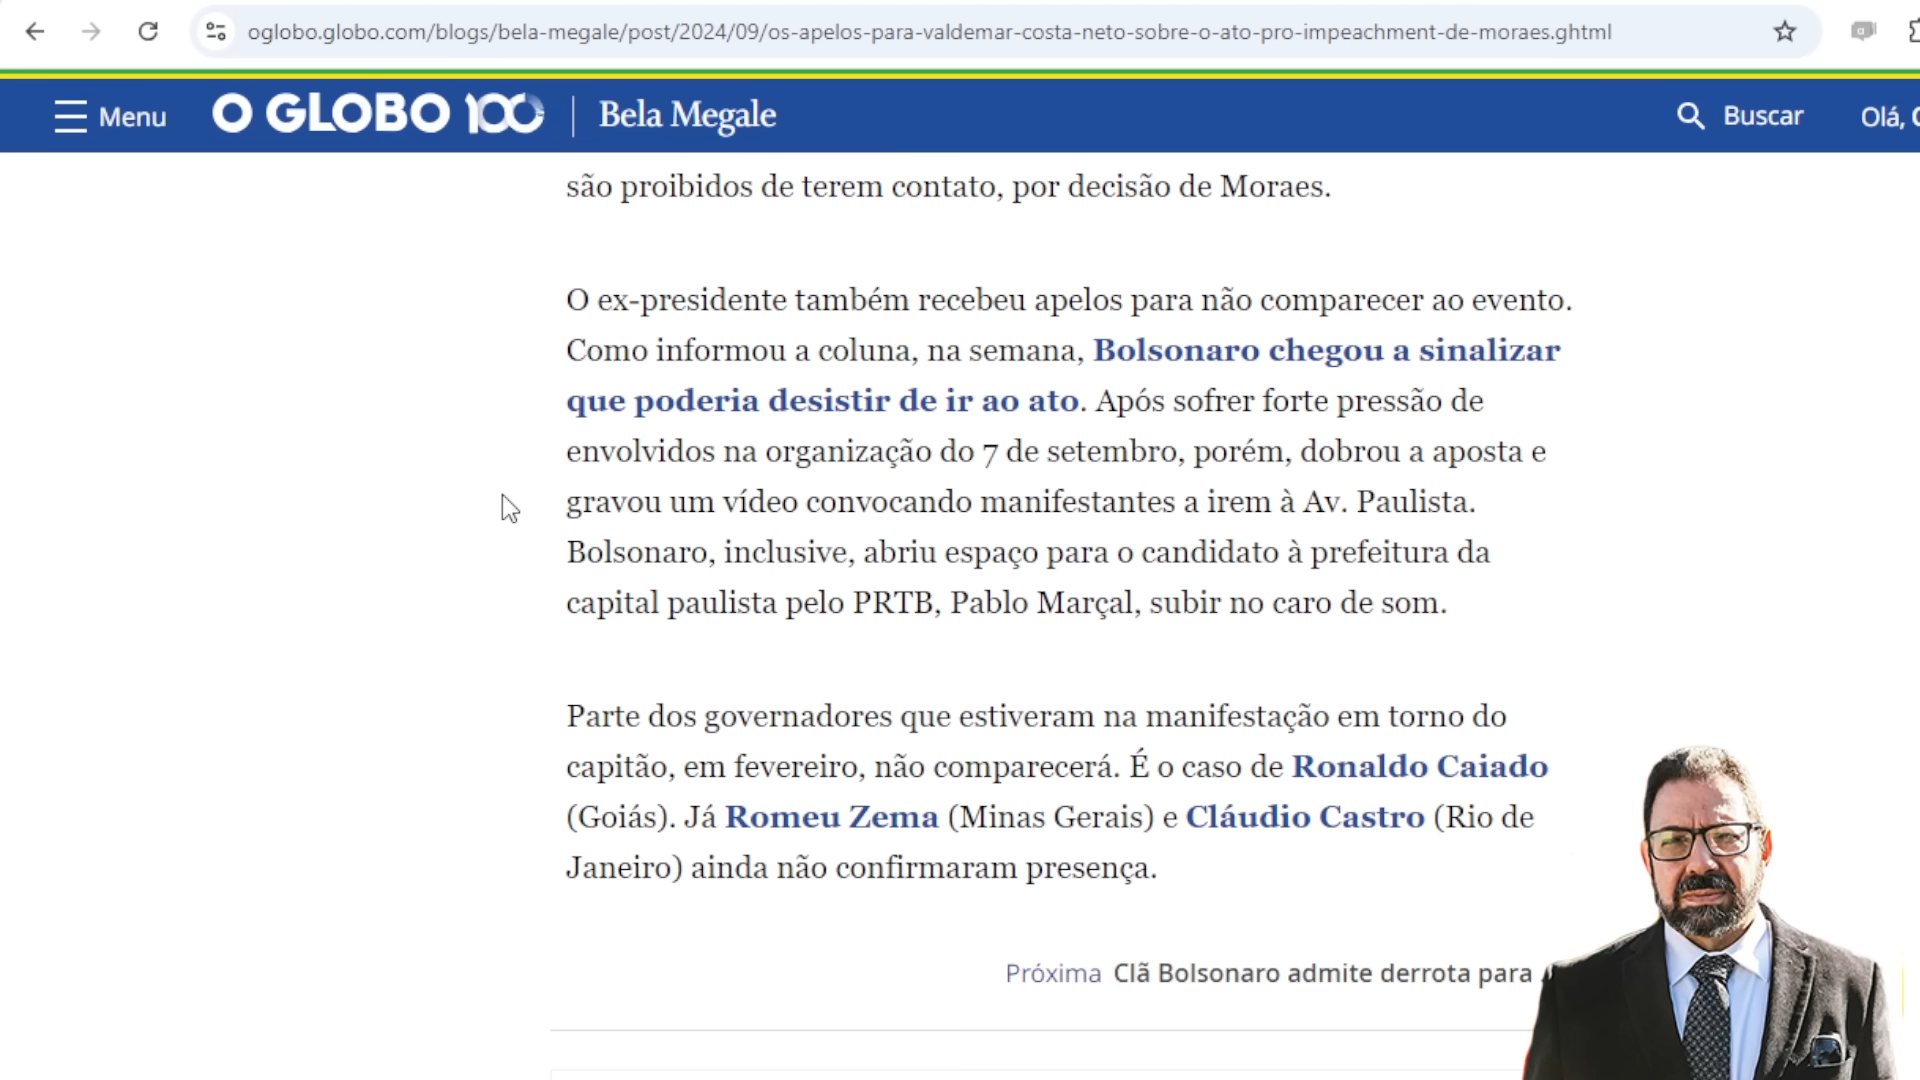 oglobo.globo.com/blogs/bela-megale/post/2024/09/os-apelos-para-valdemar-costa-neto-sobre-o-ato-pro-impeachment-de-moraes.ghtml
Menu O GLOBO 100 | Bela Megale Buscar Olá,
são proibidos de terem contato, por decisão de Moraes.
O ex-presidente também recebeu apelos para não comparecer ao evento.
Como informou a coluna, na semana, Bolsonaro chegou a sinalizar
que poderia desistir de ir ao ato. Após sofrer forte pressão de
envolvidos na organização do 7 de setembro, porém, dobrou a aposta e
gravou um vídeo convocando manifestantes a irem à Av. Paulista.
Bolsonaro, inclusive, abriu espaço para o candidato à prefeitura da
capital paulista pelo PRTB, Pablo Marçal, subir no caro de som.
Parte dos governadores que estiveram na manifestação em torno do
capitão, em fevereiro, não comparecerá. É o caso de Ronaldo Caiado
(Goiás). Já Romeu Zema (Minas Gerais) e Cláudio Castro (Rio de
Janeiro) ainda não confirmaram presença.
Próxima Clã Bolsonaro admite derrota para